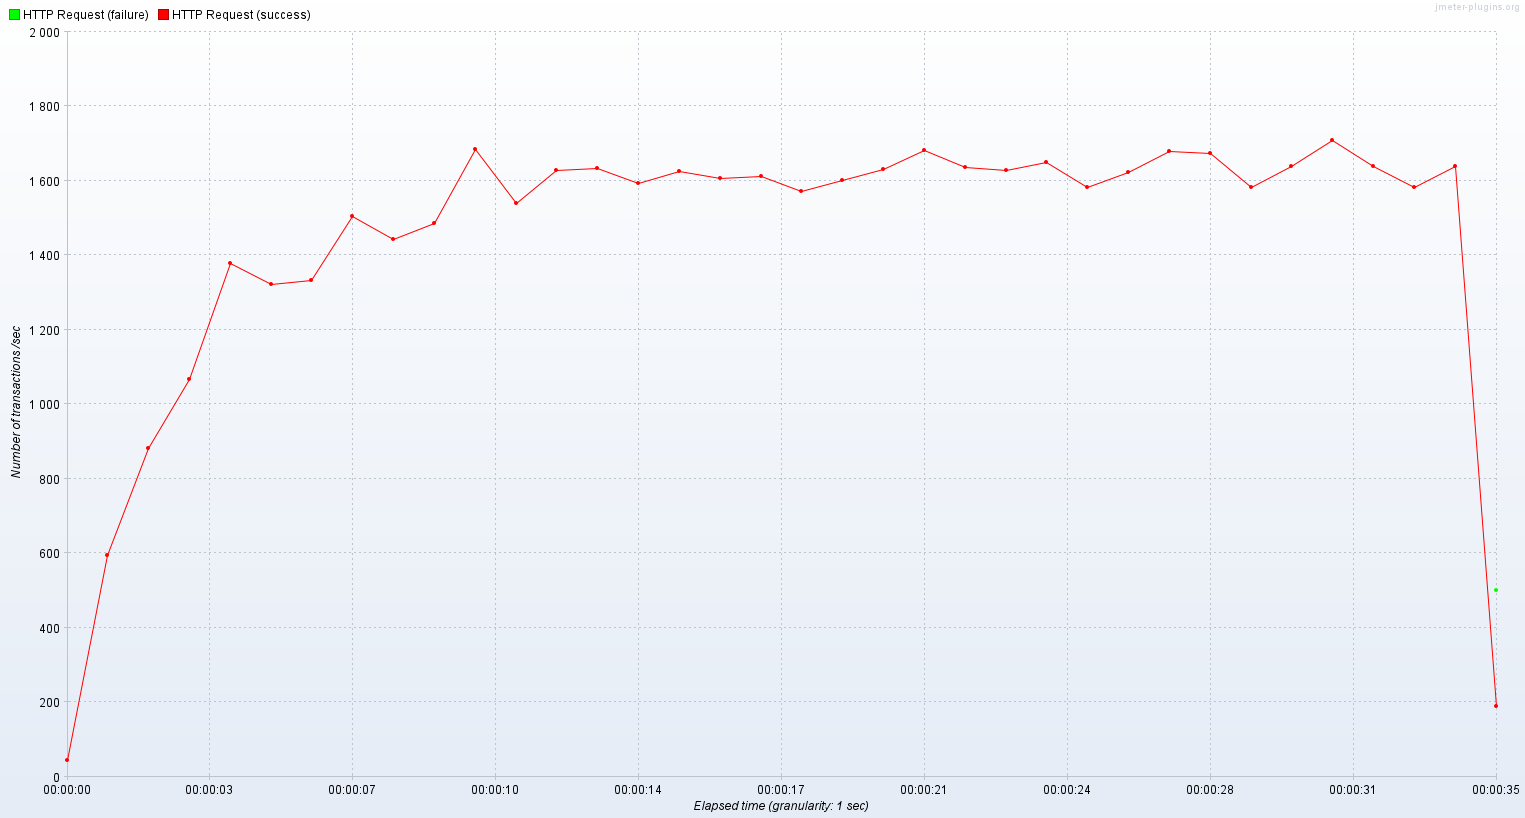 jmeter-plugins.org
HTTP Request (failure) HTTP Request (success)
2 000
1 800
1 600
1 400
1 200
1 000
800
600
400
200
0
Number of transactions /sec
00:00:00 00:00:03 00:00:07 00:00:10 00:00:14 00:00:17 00:00:21 00:00:24 00:00:28 00:00:31 00:00:35
Elapsed time (granularity: 1 sec)